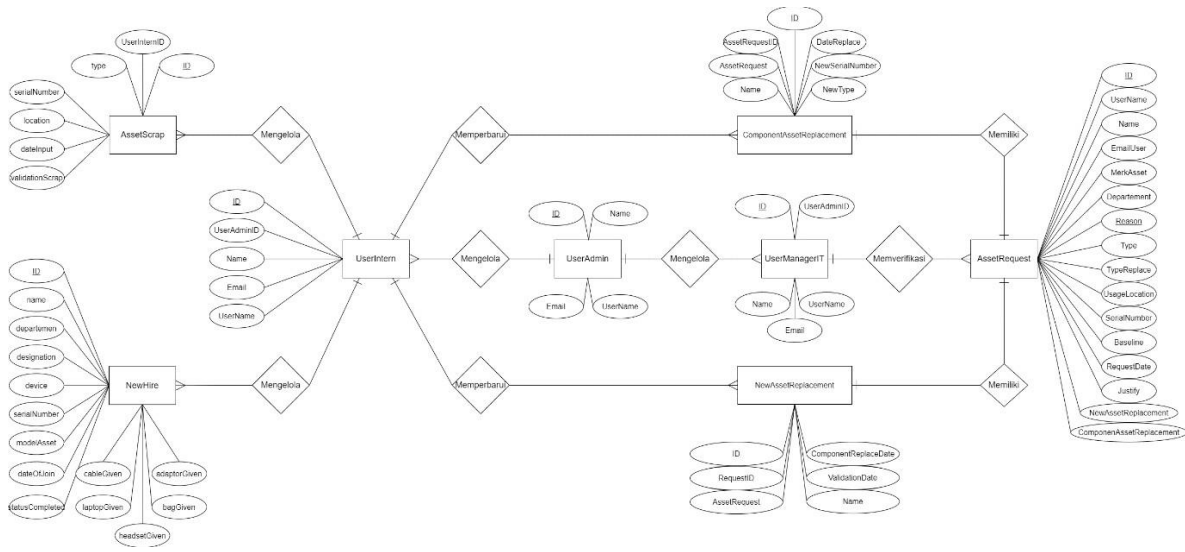 ID
UserInternID
AssetRequestID
DateReplace
type
ID
AssetRequest
NewSerialNumber
ID
serialNumber
Name
NewType
UserName
location
AssetScrap
Mengelola
Memperbarui
ComponentAssetReplacement
Memiliki
Name
dateInput
EmailUser
validationScrap
MerkAsset
ID
ID
Name
ID
UserAdminID
Departement
UserAdminID
Reason
Name
UserIntern
Mengelola
UserAdmin
Mengelola
UserManagerIT
Memverifikasi
AssetRequest
Type
ID
Email
TypeReplace
name
UserName
Email
UserName
Name
UserName
UsageLocation
departemen
Email
SerialNumber
designation
Baseline
device
NewHire
Mengelola
Memperbarui
NewAssetReplacement
Memiliki
RequestDate
serialNumber
Justify
modelAsset
NewAssetReplacement
dateOfJoin
cableGiven
adaptorGiven
ID
ComponentReplaceDate
ComponenAssetReplacement
statusCompleted
laptopGiven
bagGiven
RequestID
ValidationDate
headsetGiven
AssetRequest
Name